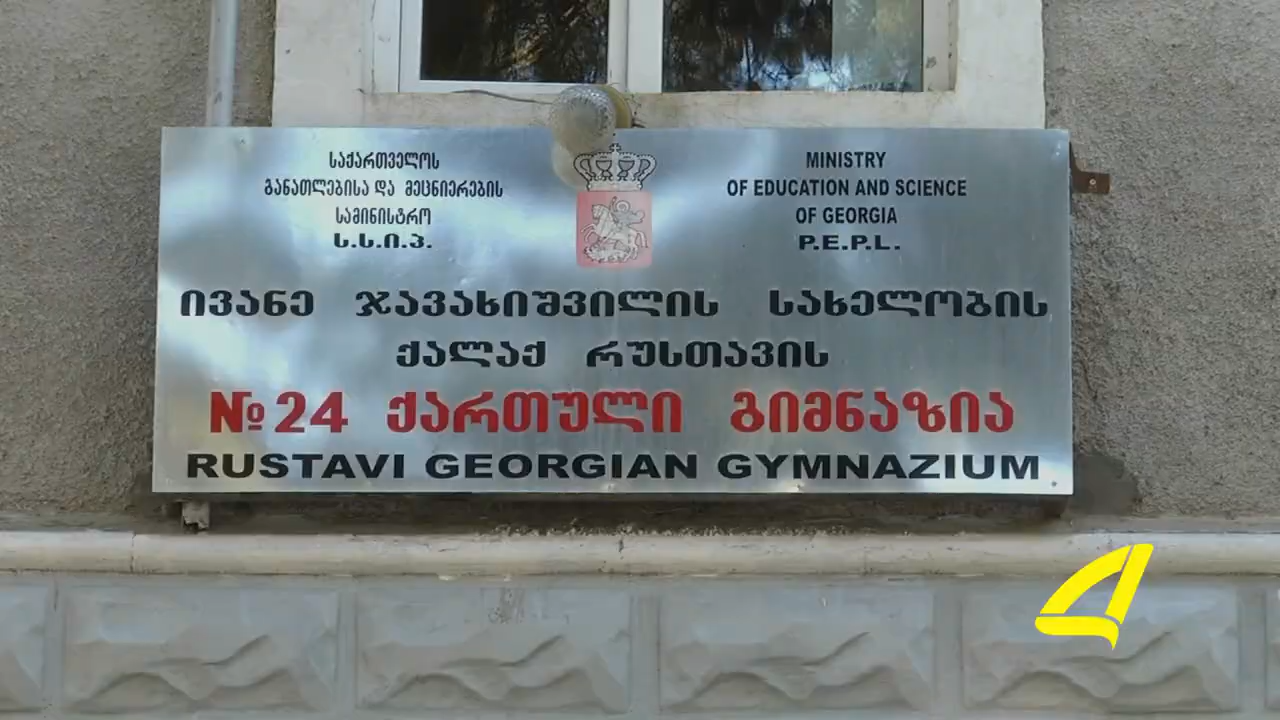 საქართველოს
განათლებისა და მეცნიერების
სამინისტრო
ს.ს.ი.პ.
MINISTRY
OF EDUCATION AND SCIENCE
OF GEORGIA
P.E.P.L.
ივანე ჯავახიშვილის სახელობის
ქალაქ რუსთავის
№24 ქართული გიმნაზია
RUSTAVI GEORGIAN GYMNAZIUM